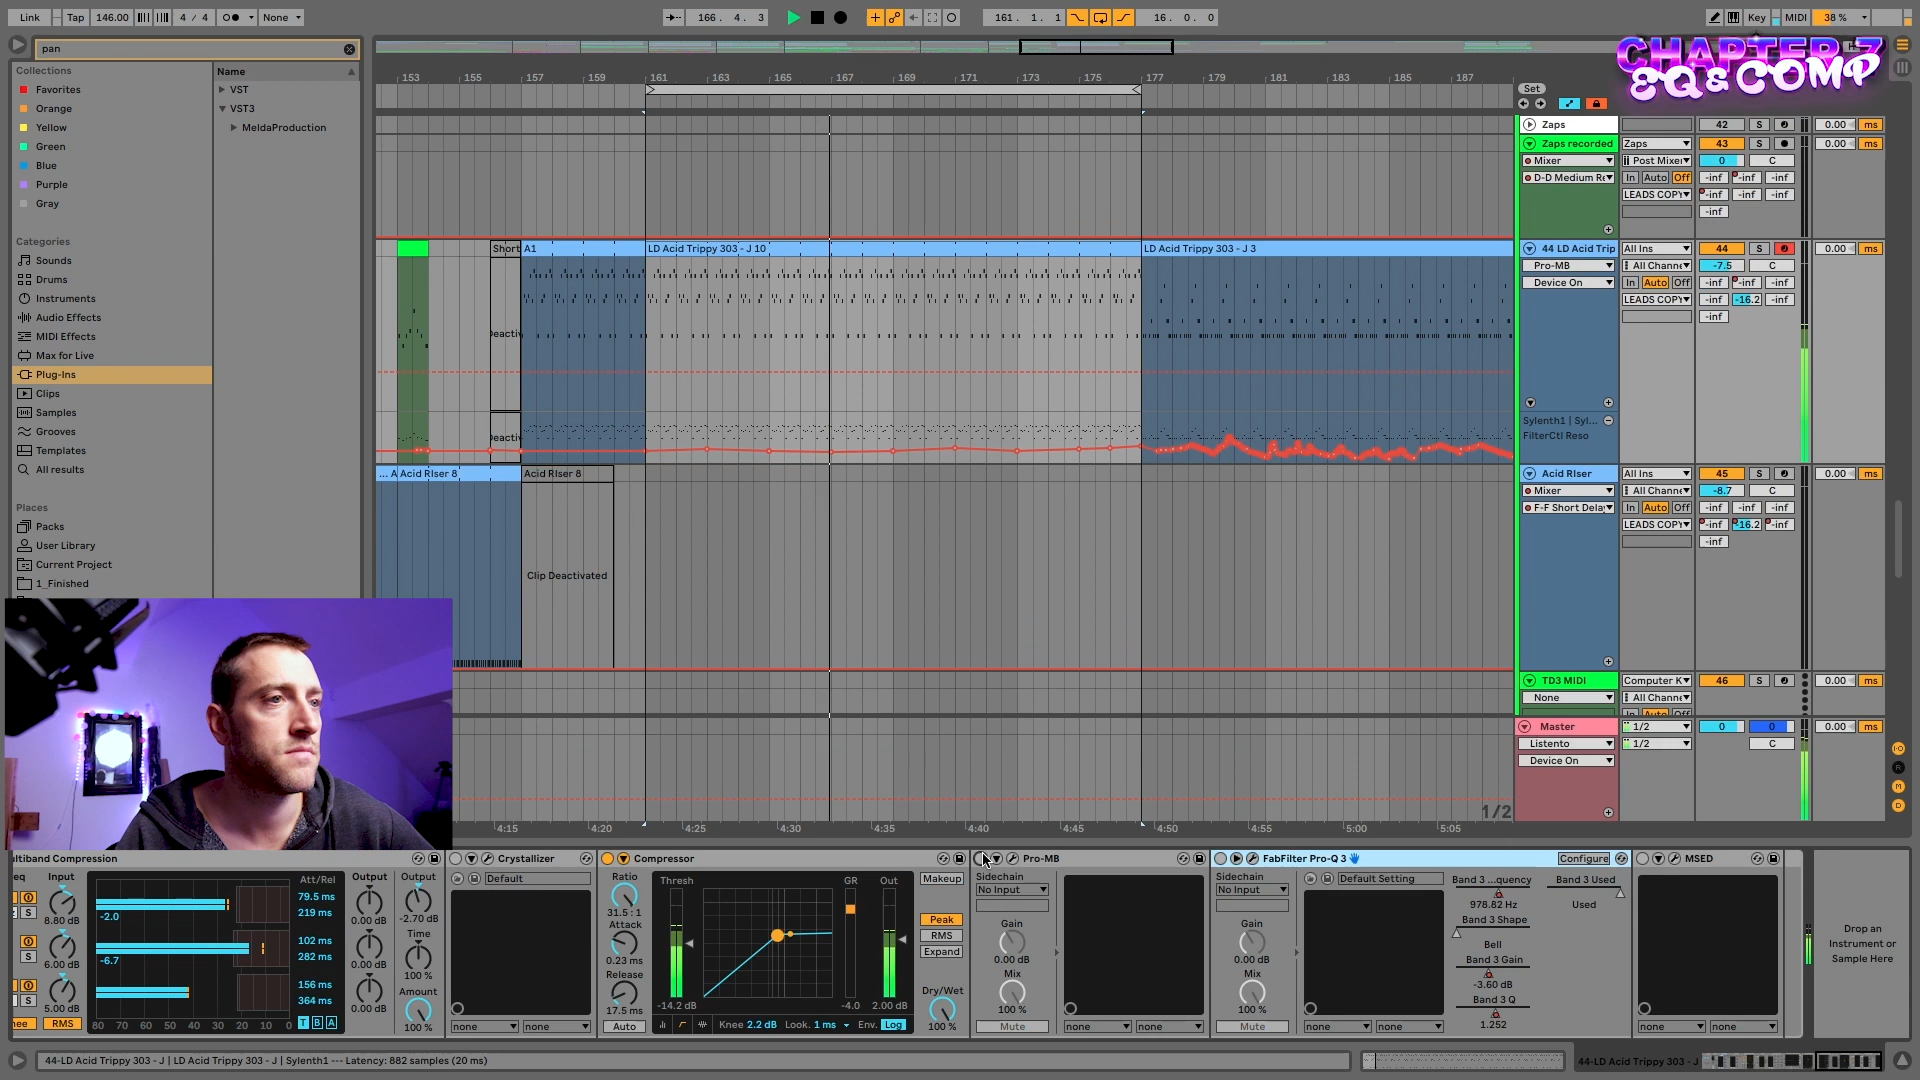 Link
Tap
146.00
4 / 4
None
166. 4. 3
161. 1. 1
16. 0. 0
Key
MIDI
38 %
CHAPTER 7
EQ & COMP
pan
Collections
Favorites
Orange
Yellow
Green
Blue
Purple
Gray
Categories
Sounds
Drums
Instruments
Audio Effects
MIDI Effects
Max for Live
Plug-Ins
Clips
Samples
Grooves
Templates
All results
Places
Packs
User Library
Current Project
1_Finished
Name
VST
VST3
MeldaProduction
153 155 157 159 161 163 165 167 169 171 173 175 177 179 181 183 185 187
Set
Short
A1
LD Acid Trippy 303 - J 10
LD Acid Trippy 303 - J 3
... A Acid RIser 8
Acid RIser 8
Clip Deactivated
Zaps
42
S
0.00
ms
Zaps recorded
Zaps
43
S
0.00
ms
Mixer
Post Mixer
0
C
D-D Medium Re
In
Auto
Off
-inf
-inf
-inf
LEADS COPY
-inf
-inf
-inf
-inf
44 LD Acid Trip
All Ins
44
S
0.00
ms
Pro-MB
All Channe
-7.5
C
Device On
In
Auto
Off
-inf
-inf
-inf
LEADS COPY
-inf
-16.2
-inf
-inf
Sylenth1 | Syl...
FilterCtl Reso
Acid RIser
All Ins
45
S
0.00
ms
Mixer
All Channe
-8.7
C
F-F Short Delay
In
Auto
Off
-inf
-inf
-inf
LEADS COPY
-inf
-16.2
-inf
-inf
TD3 MIDI
Computer K
46
S
0.00
ms
None
All Channe
Master
1/2
0
0
0.00
ms
Listento
1/2
C
Device On
1/2
4:15 4:20 4:25 4:30 4:35 4:40 4:45 4:50 4:55 5:00 5:05
ltiband Compression
Input
Output
Output
Att/Rel
8.80 dB
-2.0
79.5 ms
219 ms
0.00 dB
-2.70 dB
Time
6.00 dB
-6.7
102 ms
282 ms
0.00 dB
100 %
Amount
5.00 dB
156 ms
364 ms
0.00 dB
100 %
RMS
80 70 60 50 40 30 20 10 0
T B A
Crystallizer
Default
none
none
Compressor
Ratio
31.5 : 1
Attack
0.23 ms
Release
17.5 ms
Auto
Thresh
GR
Out
-14.2 dB
-4.0
2.00 dB
Knee 2.2 dB
Look. 1 ms
Env.
Log
Makeup
Peak
RMS
Expand
Dry/Wet
100 %
Pro-MB
Sidechain
No Input
Gain
0.00 dB
Mix
100 %
Mute
none
none
FabFilter Pro-Q 3
Configure
Sidechain
No Input
Gain
0.00 dB
Mix
100 %
Mute
Default Setting
none
none
Band 3 ...quency
978.82 Hz
Band 3 Shape
Bell
Band 3 Gain
-3.60 dB
Band 3 Q
1.252
Band 3 Used
Used
MSED
none
none
Drop an
Instrument or
Sample Here
44-LD Acid Trippy 303 - J | LD Acid Trippy 303 - J | Sylenth1 --- Latency: 882 samples (20 ms)
44-LD Acid Trippy 303 - J